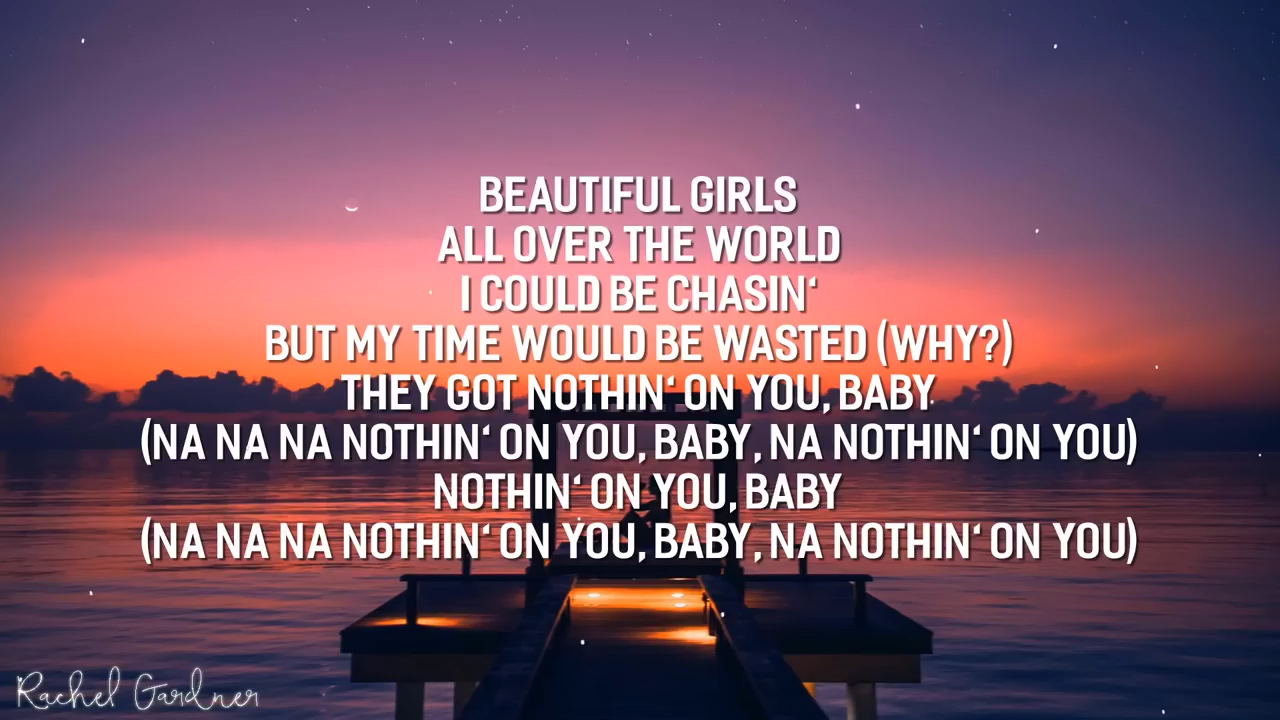 BEAUTIFUL GIRLS
ALL OVER THE WORLD
I COULD BE CHASIN‘
BUT MY TIME WOULD BE WASTED (WHY?)
THEY GOT NOTHIN‘ ON YOU, BABY
(NA NA NA NOTHIN‘ ON YOU, BABY, NA NOTHIN‘ ON YOU)
NOTHIN‘ ON YOU, BABY
(NA NA NA NOTHIN‘ ON YOU, BABY, NA NOTHIN‘ ON YOU)
Rachel Gardner